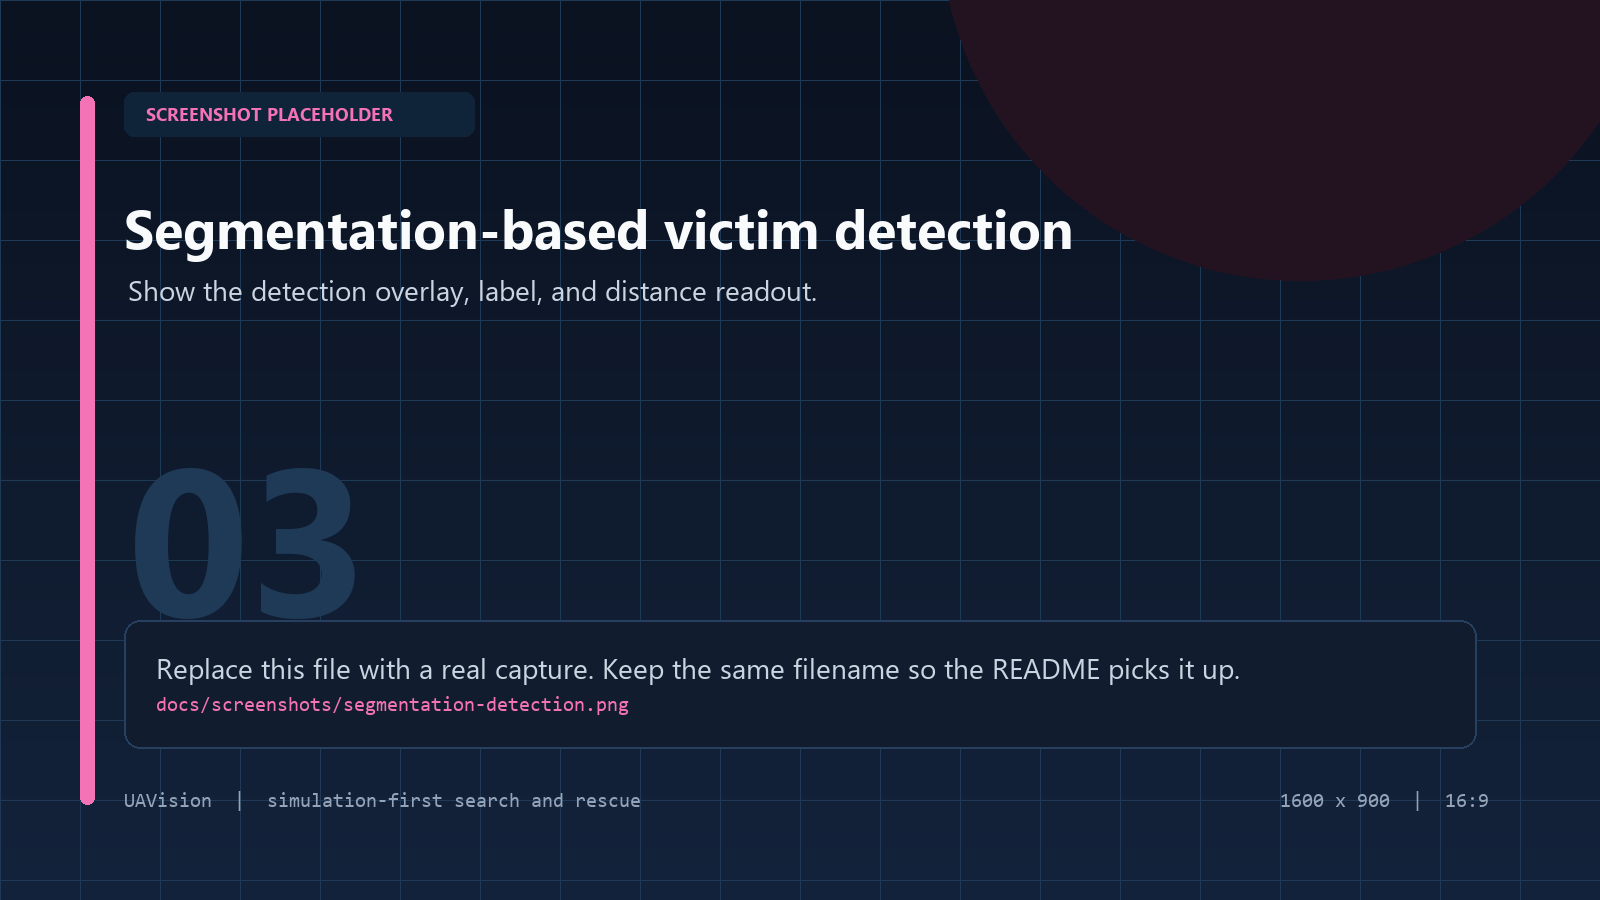 SCREENSHOT PLACEHOLDER
Segmentation-based victim detection
Show the detection overlay, label, and distance readout.
03
Replace this file with a real capture. Keep the same filename so the README picks it up.
docs/screenshots/segmentation-detection.png
UAVision | simulation-first search and rescue
1600 x 900 | 16:9